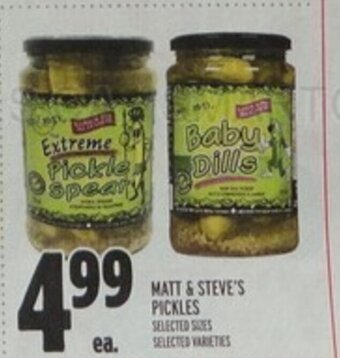 Extreme
Pickle
Spear
Baby
Dills
4.99
ea.
MATT & STEVE'S
PICKLES
SELECTED SIZES
SELECTED VARIETIES